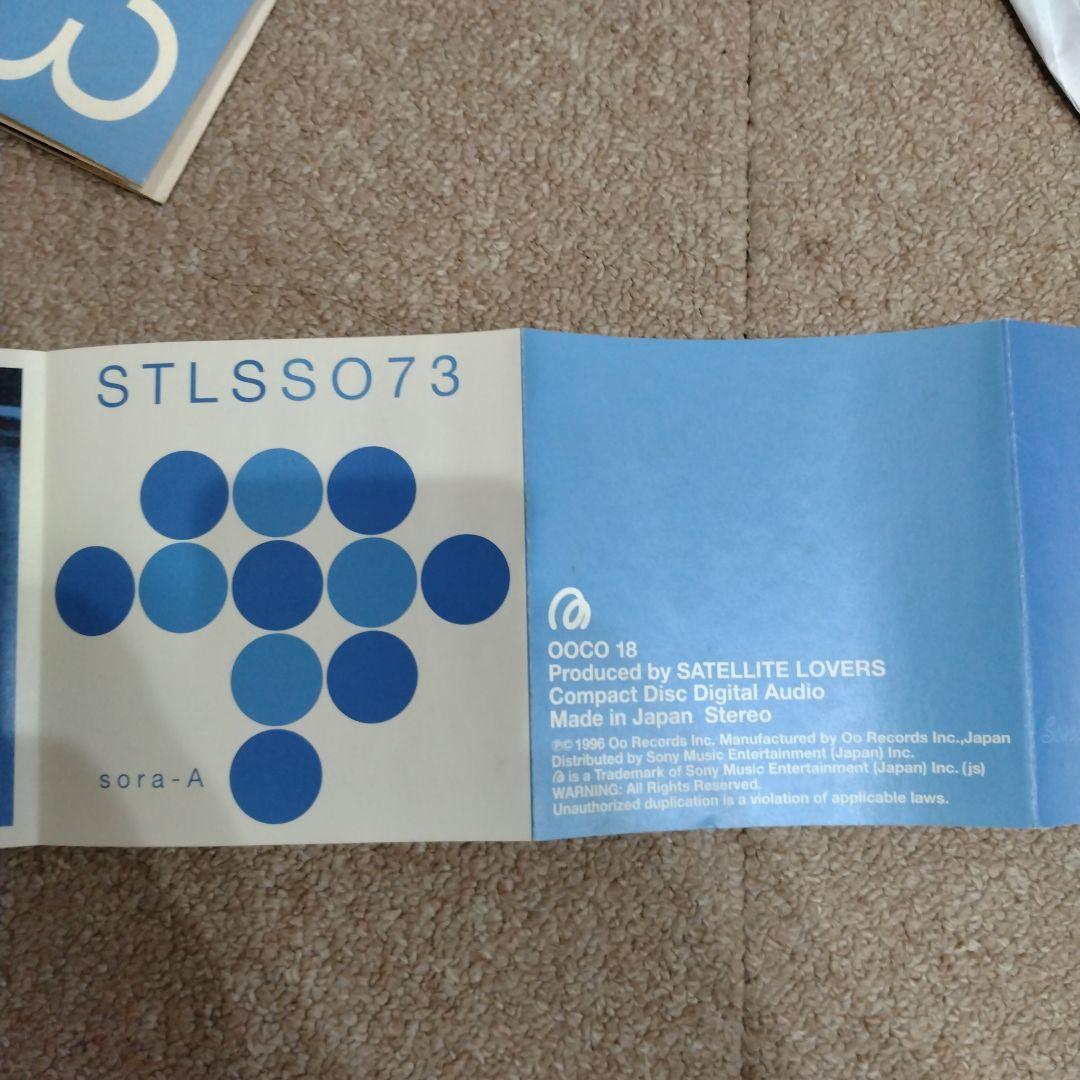 3
STLSSO73
sora-A
OOCO 18
Produced by SATELLITE LOVERS
Compact Disc Digital Audio
Made in Japan Stereo
℗© 1996 Oo Records Inc. Manufactured by Oo Records Inc.,Japan
Distributed by Sony Music Entertainment (Japan) Inc.
is a Trademark of Sony Music Entertainment (Japan) Inc. (js)
WARNING: All Rights Reserved.
Unauthorized duplication is a violation of applicable laws.